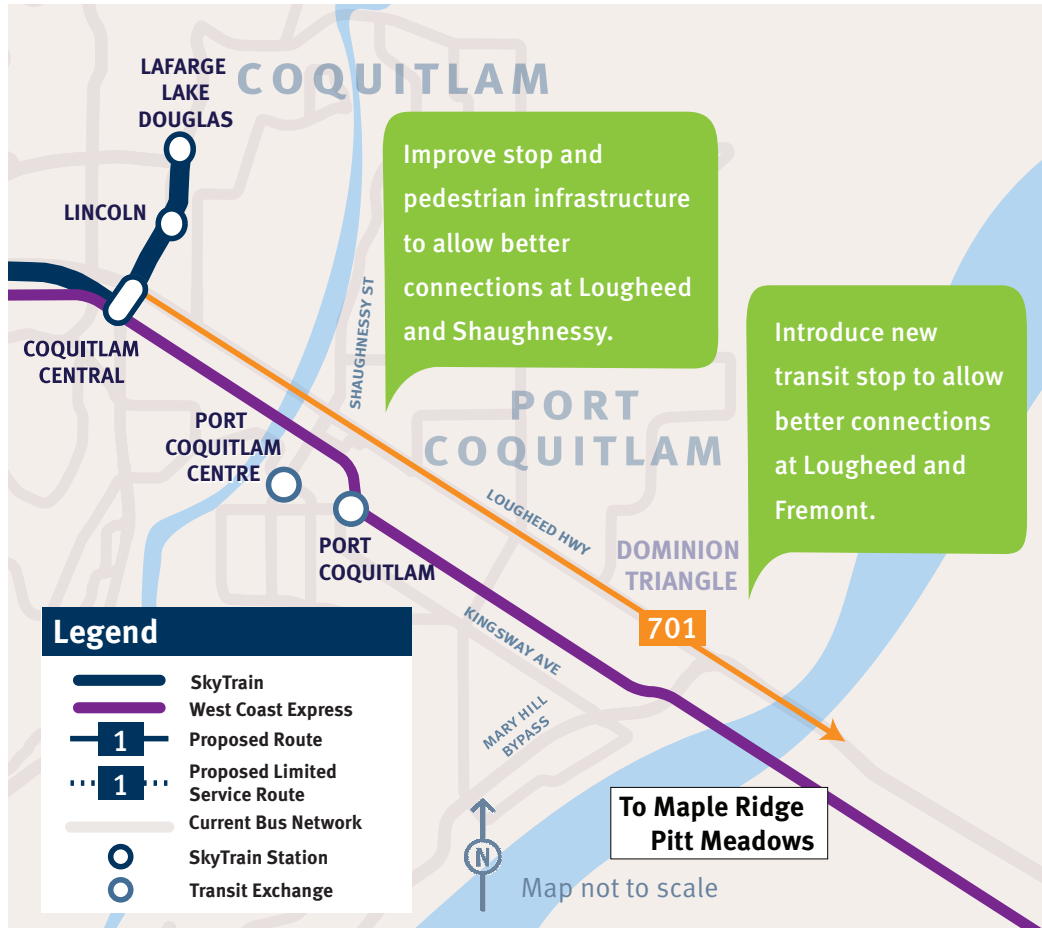 LAFARGE
LAKE
DOUGLAS
COQUITLAM
LINCOLN
COQUITLAM
CENTRAL
Improve stop and
pedestrian infrastructure
to allow better
connections at Lougheed
and Shaughnessy.
SHAUGHNESSY ST
Introduce new
transit stop to allow
better connections
at Lougheed and
Fremont.
PORT
COQUITLAM
PORT
COQUITLAM
CENTRE
PORT
COQUITLAM
LOUGHEED HWY
DOMINION
TRIANGLE
701
KINGSWAY AVE
MARY HILL
BYPASS
To Maple Ridge
Pitt Meadows
Legend
SkyTrain
West Coast Express
1 Proposed Route
1 Proposed Limited
Service Route
Current Bus Network
SkyTrain Station
Transit Exchange
N
Map not to scale